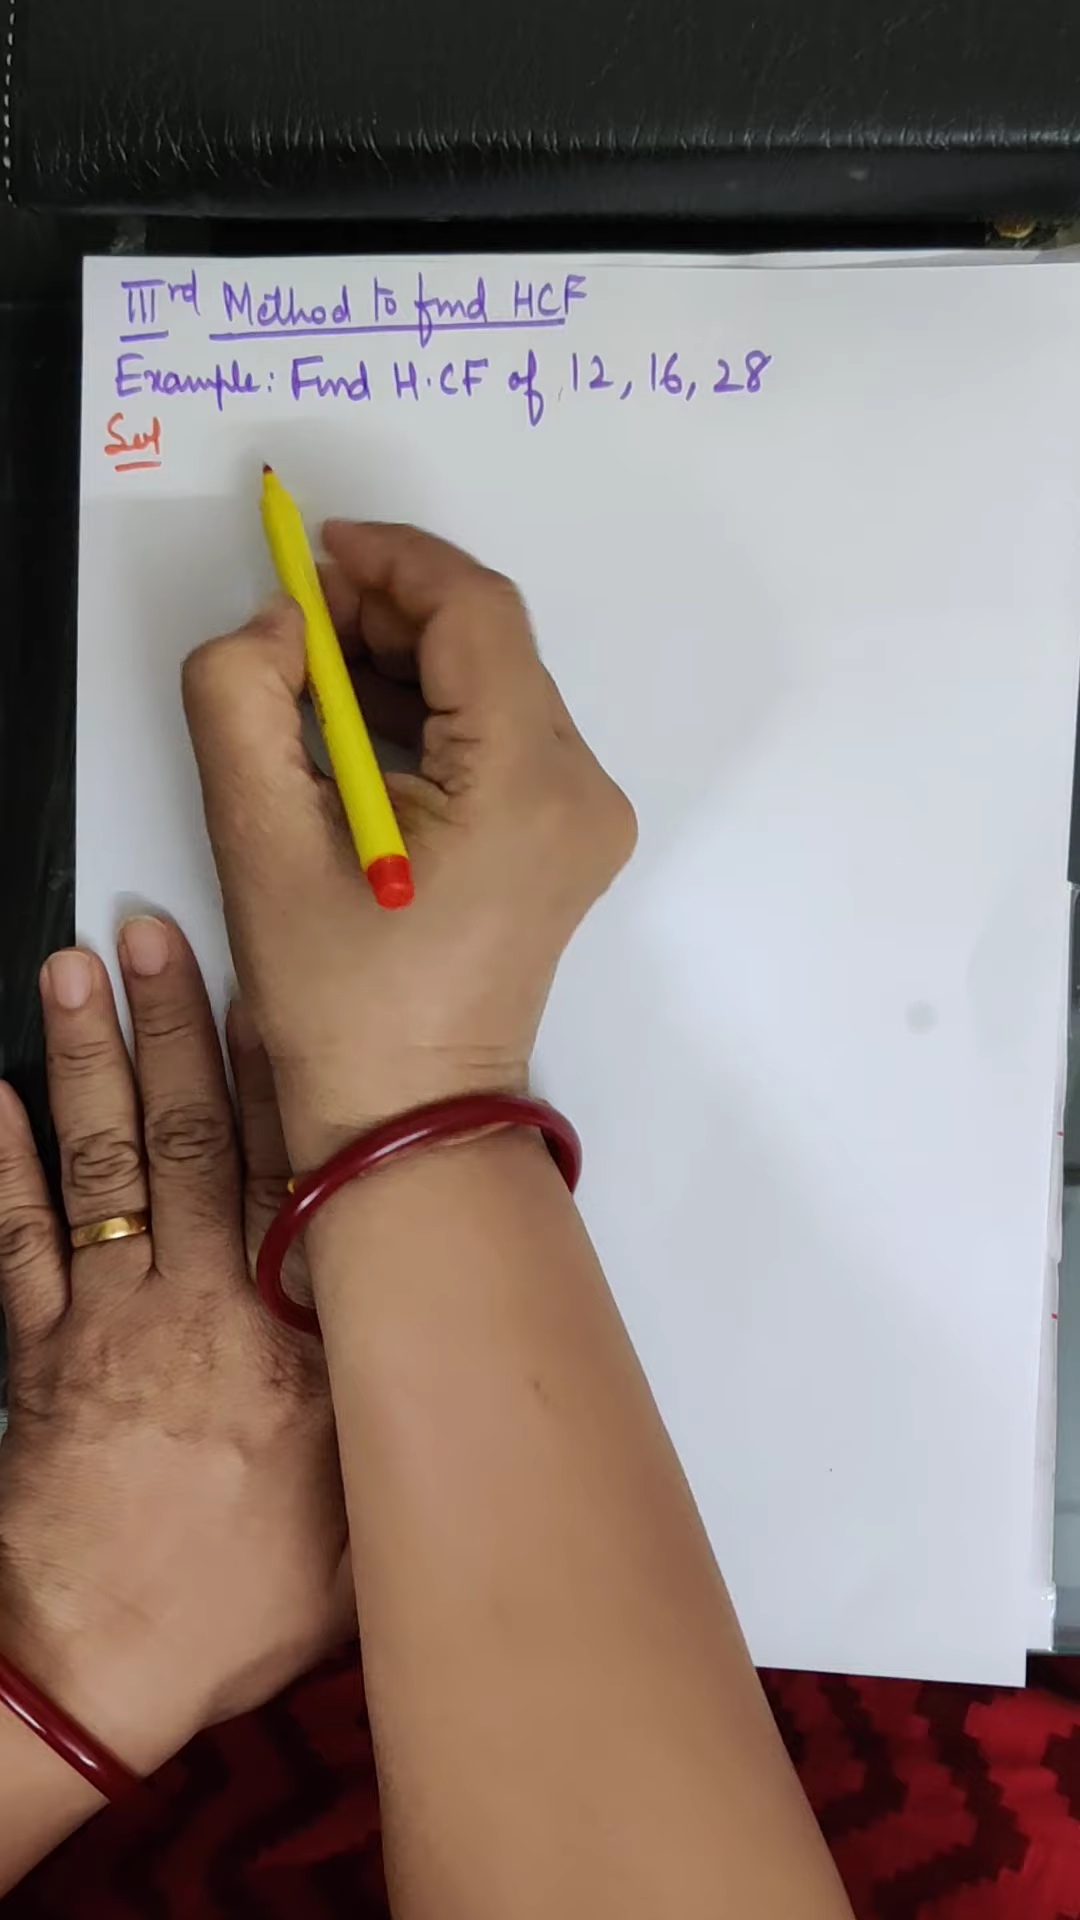 IIIrd Method to find HCF
Example: Find H.CF of 12, 16, 28
Sol